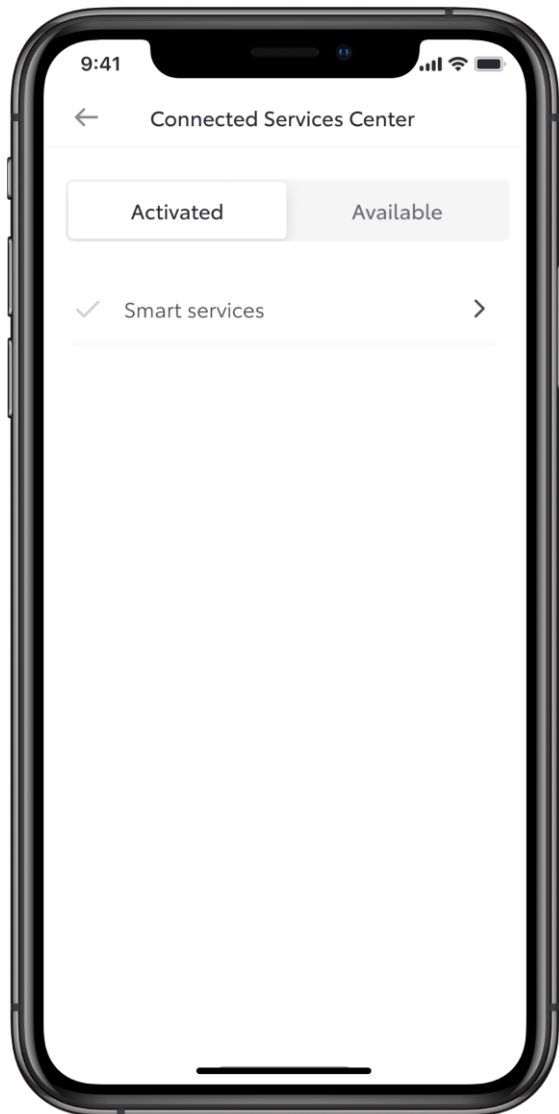 9:41
Connected Services Center
Activated
Available
Smart services